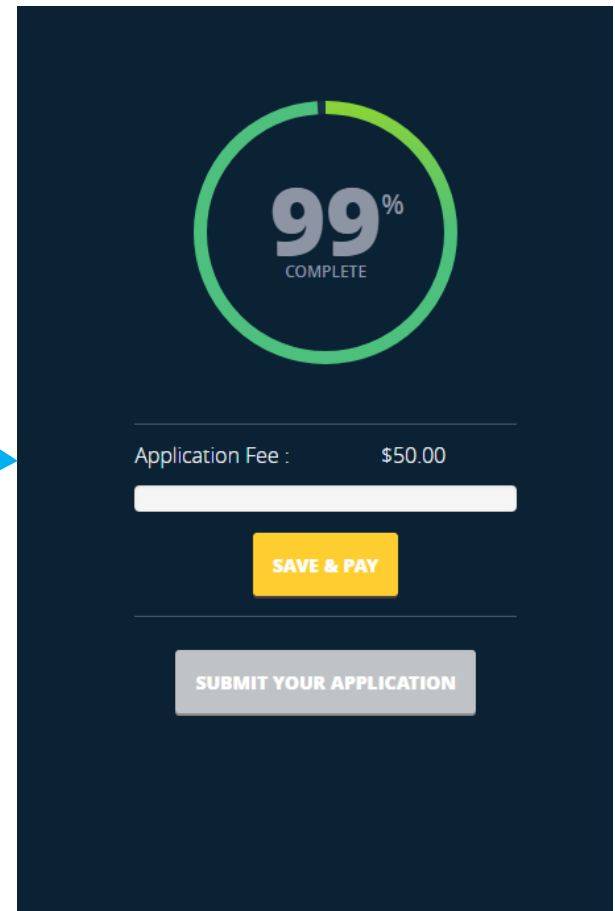 99%
COMPLETE
Application Fee : $50.00
SAVE & PAY
SUBMIT YOUR APPLICATION